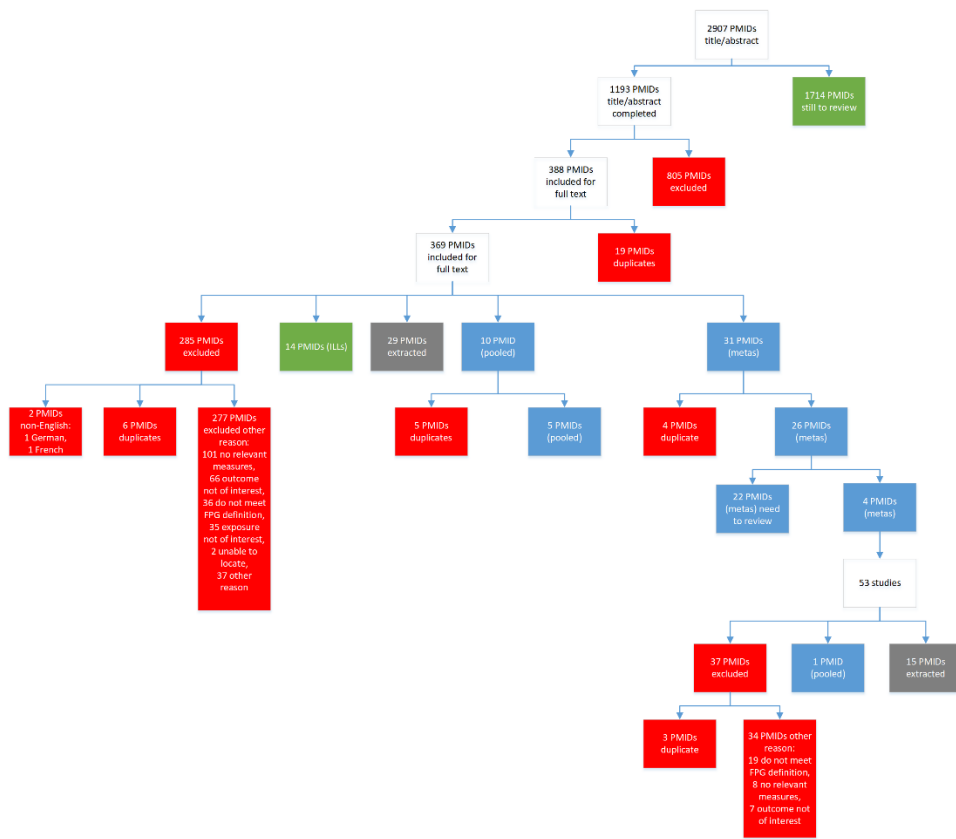 2907 PMIDs
title/abstract
1193 PMIDs
title/abstract
completed
1714 PMIDs
still to review
388 PMIDs
included for
full text
805 PMIDs
excluded
369 PMIDs
included for
full text
19 PMIDs
duplicates
285 PMIDs
excluded
14 PMIDs (ILLs)
29 PMIDs
extracted
10 PMID
(pooled)
31 PMIDs
(metas)
2 PMIDs
non-English:
1 German,
1 French
6 PMIDs
duplicates
277 PMIDs
excluded other
reason:
101 no relevant
measures,
66 outcome
not of interest,
36 do not meet
FPG definition,
35 exposure
not of interest,
2 unable to
locate,
37 other
reason
5 PMIDs
duplicates
5 PMIDs
(pooled)
4 PMIDs
duplicate
26 PMIDs
(metas)
22 PMIDs
(metas) need
to review
4 PMIDs
(metas)
53 studies
37 PMIDs
excluded
1 PMID
(pooled)
15 PMIDs
extracted
3 PMIDs
duplicate
34 PMIDs other
reason:
19 do not meet
FPG definition,
8 no relevant
measures,
7 outcome not
of interest